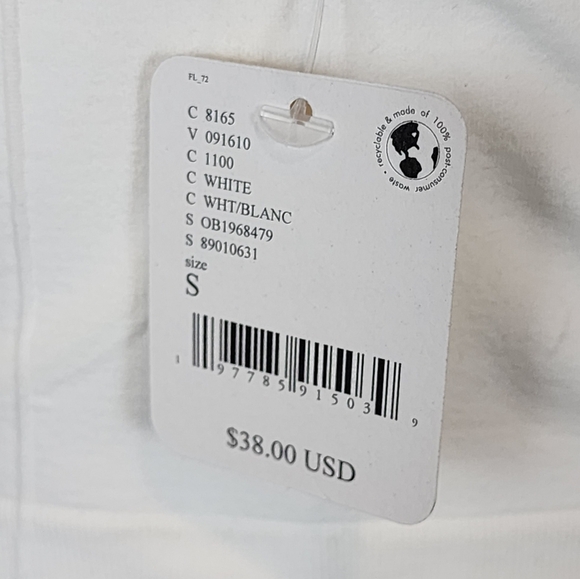 FL_72
recyclable & made of 100% post-consumer waste •
C 8165
V 091610
C 1100
C WHITE
C WHT/BLANC
S OB1968479
S 89010631
size
S
1 97785 91503 9
$38.00 USD